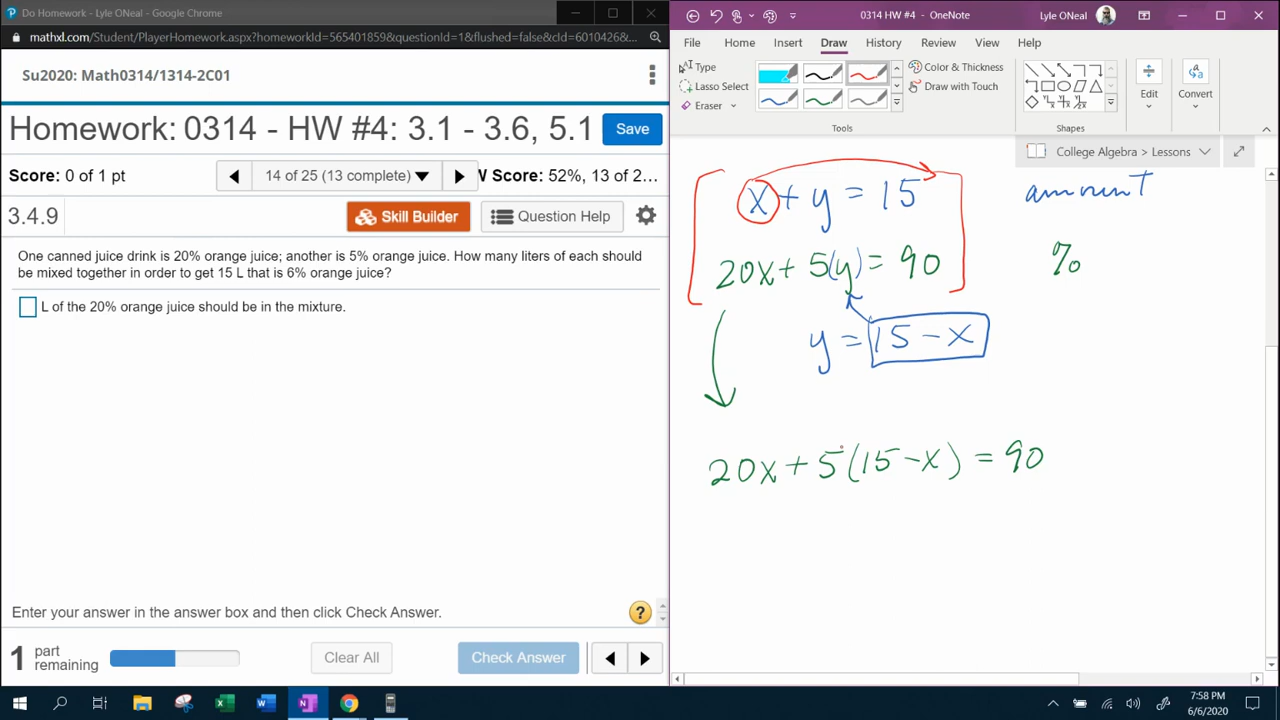 Do Homework - Lyle ONeal - Google Chrome
mathxl.com/Student/PlayerHomework.aspx?homeworkId=565401859&questionId=1&flushed=false&cId=6010426&...
Su2020: Math0314/1314-2C01
Homework: 0314 - HW #4: 3.1 - 3.6, 5.1
Save
Score: 0 of 1 pt
14 of 25 (13 complete)
W Score: 52%, 13 of 2...
3.4.9
Skill Builder
Question Help
One canned juice drink is 20% orange juice; another is 5% orange juice. How many liters of each should
be mixed together in order to get 15 L that is 6% orange juice?
L of the 20% orange juice should be in the mixture.
Enter your answer in the answer box and then click Check Answer.
?
1 part
remaining
Clear All
Check Answer
0314 HW #4 - OneNote
Lyle ONeal
File Home Insert Draw History Review View Help
Type
Lasso Select
Eraser
Color & Thickness
Draw with Touch
Tools
Shapes
Edit
Convert
College Algebra > Lessons
x + y = 15 amount
20x + 5(y) = 90 %
y = 15 - x
20x + 5(15 - x) = 90
7:58 PM
6/6/2020